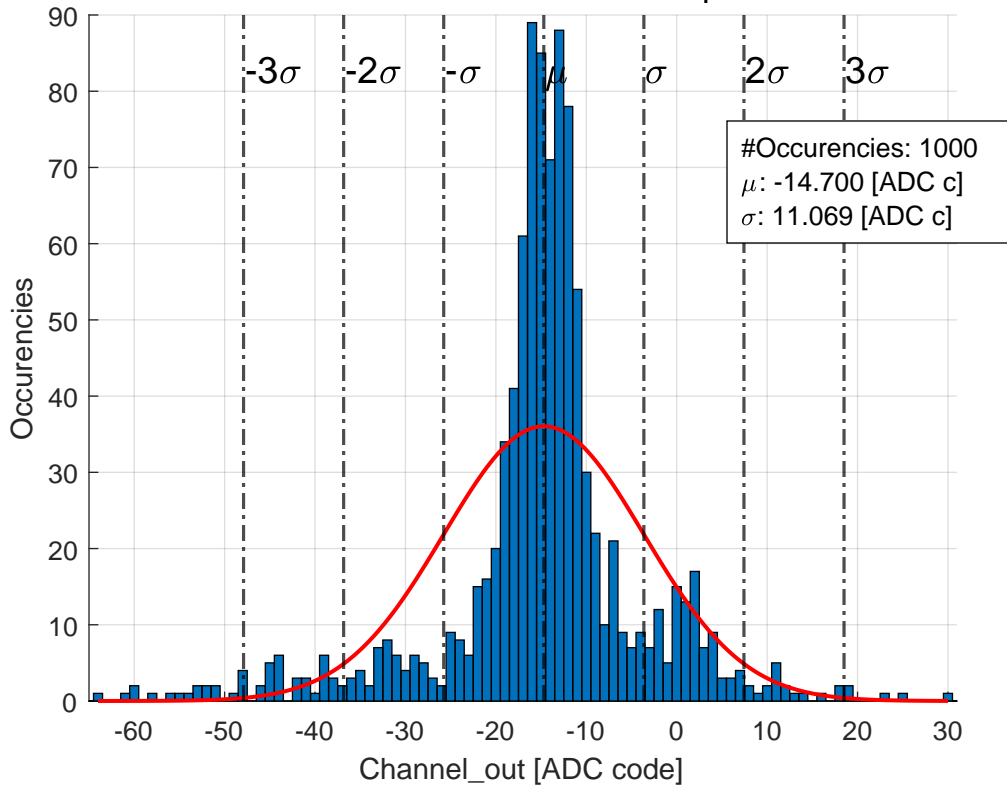 90
80
70
60
50
40
30
20
10
0
Occurencies
-3σ
-2σ
-σ
μ
σ
2σ
3σ
#Occurencies: 1000
μ: -14.700 [ADC c]
σ: 11.069 [ADC c]
-60
-50
-40
-30
-20
-10
0
10
20
30
Channel_out [ADC code]